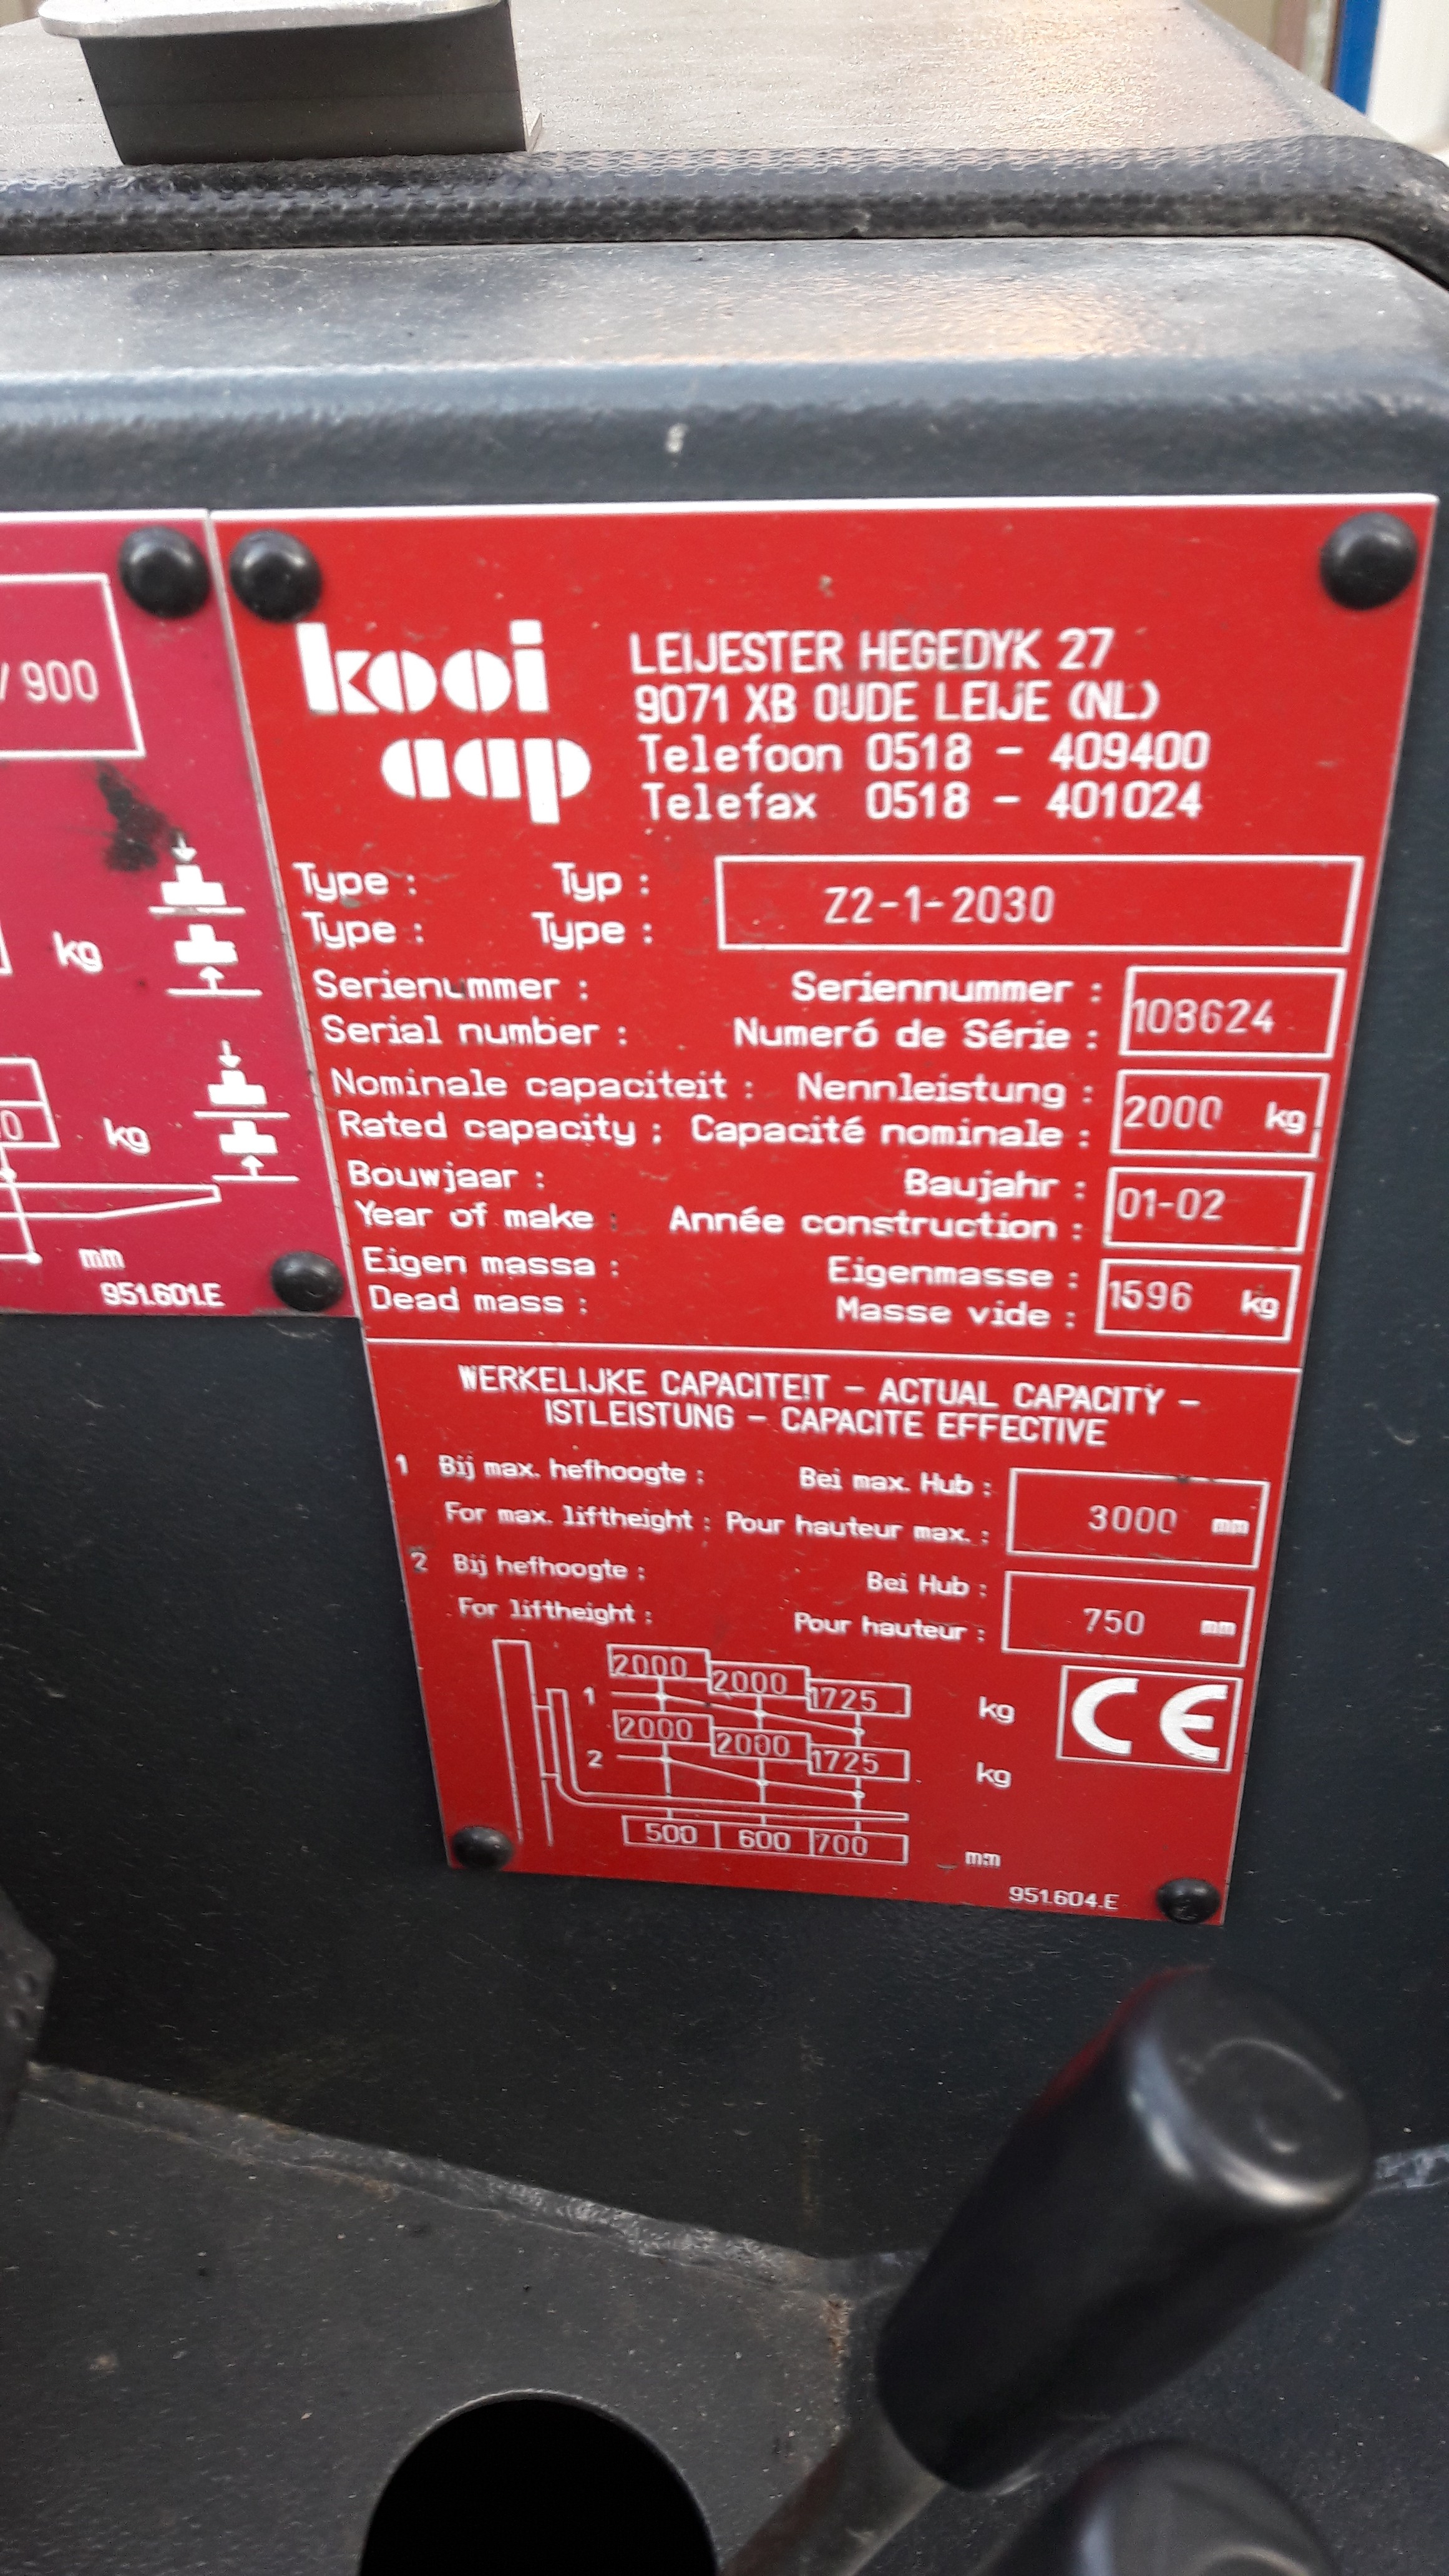 / 900
kg
kg
mm
951.601.E
kooi
aap
LEIJESTER HEGEDYK 27
9071 XB OUDE LEIJE (NL)
Telefoon 0518 - 409400
Telefax 0518 - 401024
Type : Typ : Z2-1-2030
Type : Type :
Serienummer : Seriennummer : 108624
Serial number : Numeró de Série :
Nominale capaciteit : Nennleistung : 2000 kg
Rated capacity : Capacité nominale :
Bouwjaar : Baujahr : 01-02
Year of make : Année construction :
Eigen massa : Eigenmasse : 1596 kg
Dead mass : Masse vide :
WERKELIJKE CAPACITEIT - ACTUAL CAPACITY -
ISTLEISTUNG - CAPACITE EFFECTIVE
1 Bij max. hefhoogte : Bei max. Hub : 3000 mm
For max. liftheight : Pour hauteur max. :
2 Bij hefhoogte : Bei Hub : 750 mm
For liftheight : Pour hauteur :
1 2000 2000 1725 kg
2 2000 2000 1725 kg
500 600 700 mm
CE
951.604.E